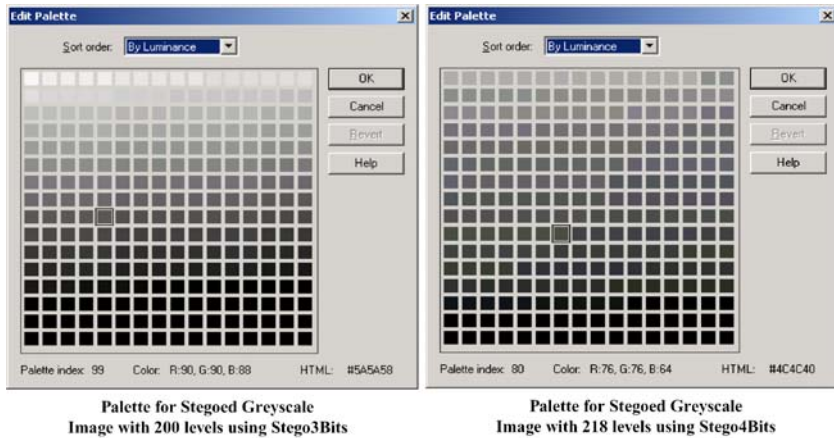 Edit Palette
Sort order: By Luminance
OK
Cancel
Revert
Help
Palette index: 99 Color: R:90, G:90, B:88 HTML: #5A5A58
Palette for Stegoed Greyscale
Image with 200 levels using Stego3Bits
Edit Palette
Sort order: By Luminance
OK
Cancel
Revert
Help
Palette index: 80 Color: R:76, G:76, B:64 HTML: #4C4C40
Palette for Stegoed Greyscale
Image with 218 levels using Stego4Bits